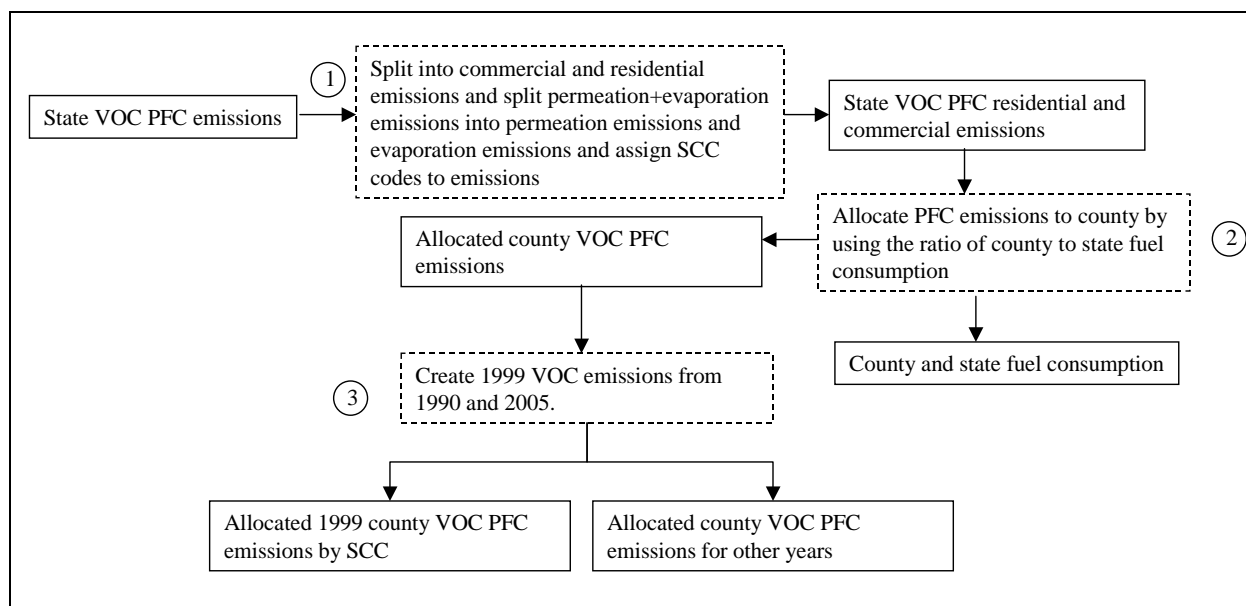 1
State VOC PFC emissions
Split into commercial and residential
emissions and split permeation+evaporation
emissions into permeation emissions and
evaporation emissions and assign SCC
codes to emissions
State VOC PFC residential and
commercial emissions
Allocate PFC emissions to county by
using the ratio of county to state fuel
consumption
2
Allocated county VOC PFC
emissions
County and state fuel consumption
3
Create 1999 VOC emissions from
1990 and 2005.
Allocated 1999 county VOC PFC
emissions by SCC
Allocated county VOC PFC
emissions for other years